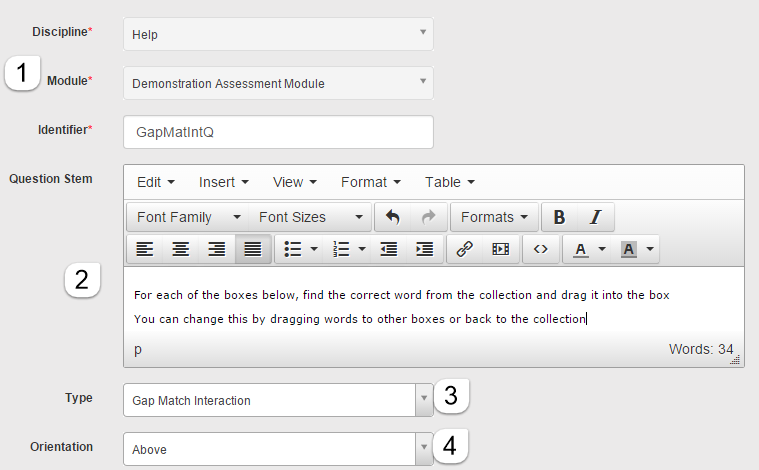 Discipline* Help
1
Module* Demonstration Assessment Module
Identifier* GapMatIntQ
Question Stem
Edit Insert View Format Table
Font Family Font Sizes Formats B I
A A
2
For each of the boxes below, find the correct word from the collection and drag it into the box
You can change this by dragging words to other boxes or back to the collection
p Words: 34
Type Gap Match Interaction 3
Orientation Above 4